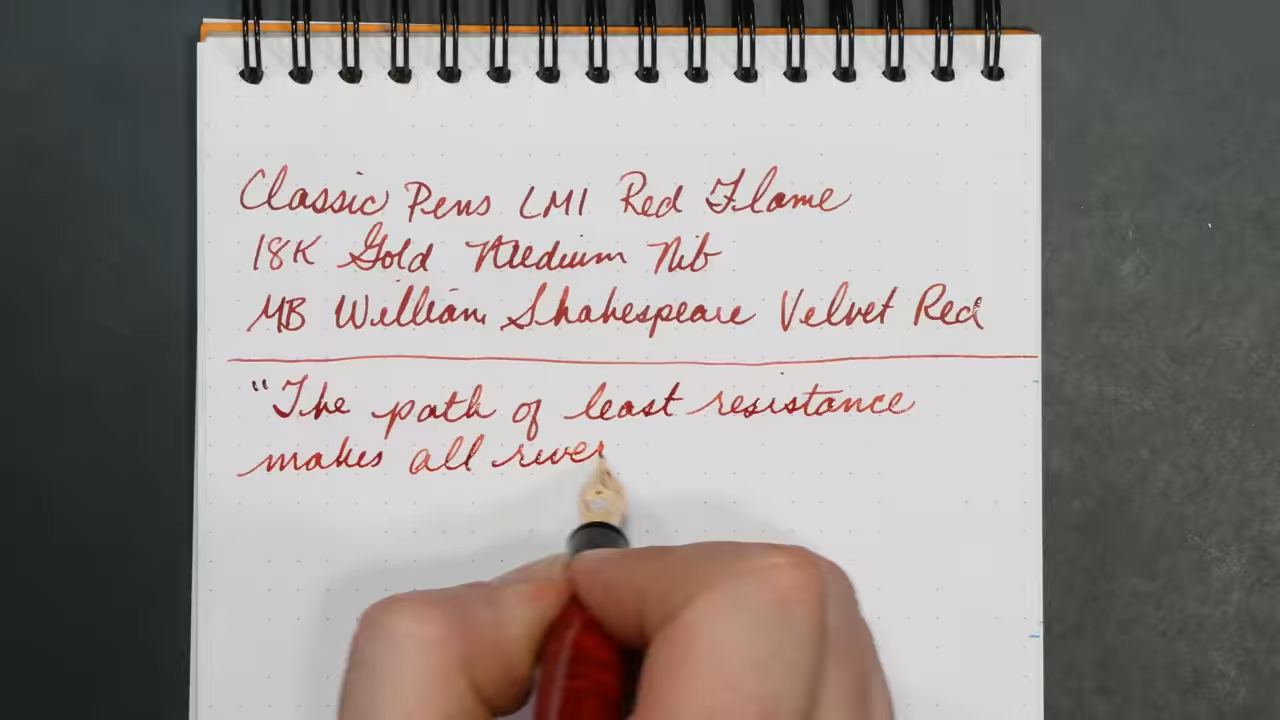 Classic Pens LM1 Red Flame
18K Gold Medium Nib
MB William Shakespeare Velvet Red
"The path of least resistance
makes all river